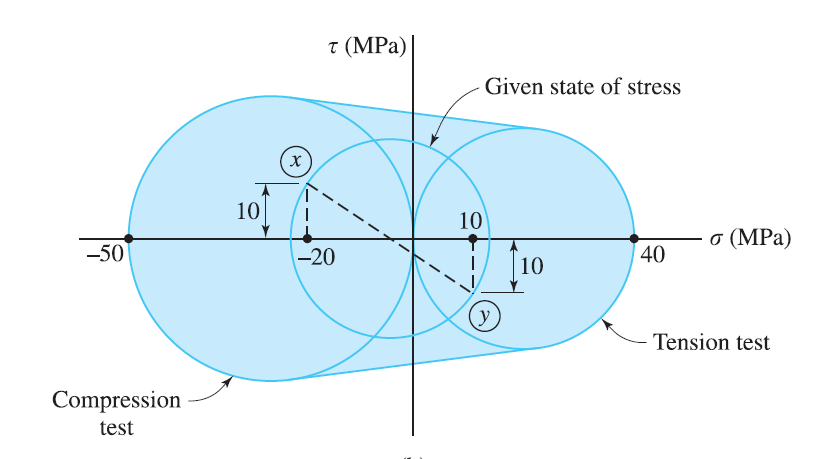 τ (MPa)
Given state of stress
x
10
10
σ (MPa)
–50
–20
10
40
y
Tension test
Compression
test